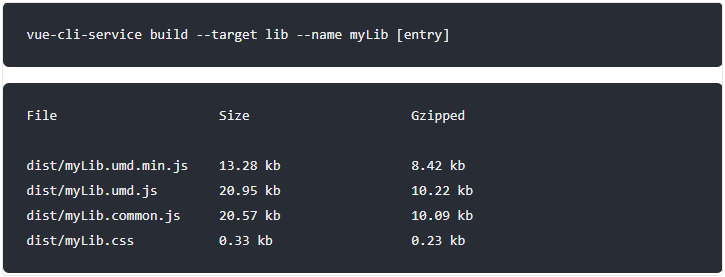 vue-cli-service build --target lib --name myLib [entry]
File Size Gzipped
dist/myLib.umd.min.js 13.28 kb 8.42 kb
dist/myLib.umd.js 20.95 kb 10.22 kb
dist/myLib.common.js 20.57 kb 10.09 kb
dist/myLib.css 0.33 kb 0.23 kb